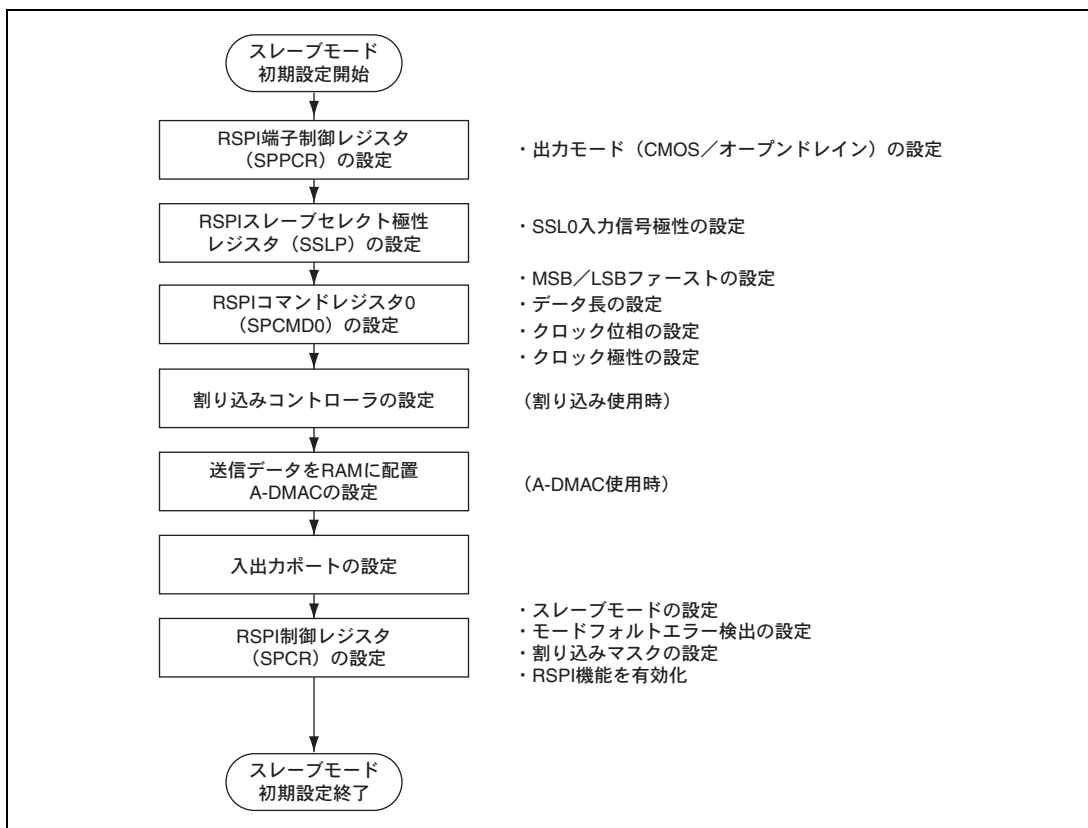 スレーブモード
初期設定開始
RSPI端子制御レジスタ
（SPPCR）の設定
・出力モード（CMOS／オープンドレイン）の設定
RSPIスレーブセレクト極性
レジスタ（SSLP）の設定
・SSL0入力信号極性の設定
RSPIコマンドレジスタ0
（SPCMD0）の設定
・MSB／LSBファーストの設定
・データ長の設定
・クロック位相の設定
・クロック極性の設定
割り込みコントローラの設定
（割り込み使用時）
送信データをRAMに配置
A-DMACの設定
（A-DMAC使用時）
入出力ポートの設定
RSPI制御レジスタ
（SPCR）の設定
・スレーブモードの設定
・モードフォルトエラー検出の設定
・割り込みマスクの設定
・RSPI機能を有効化
スレーブモード
初期設定終了